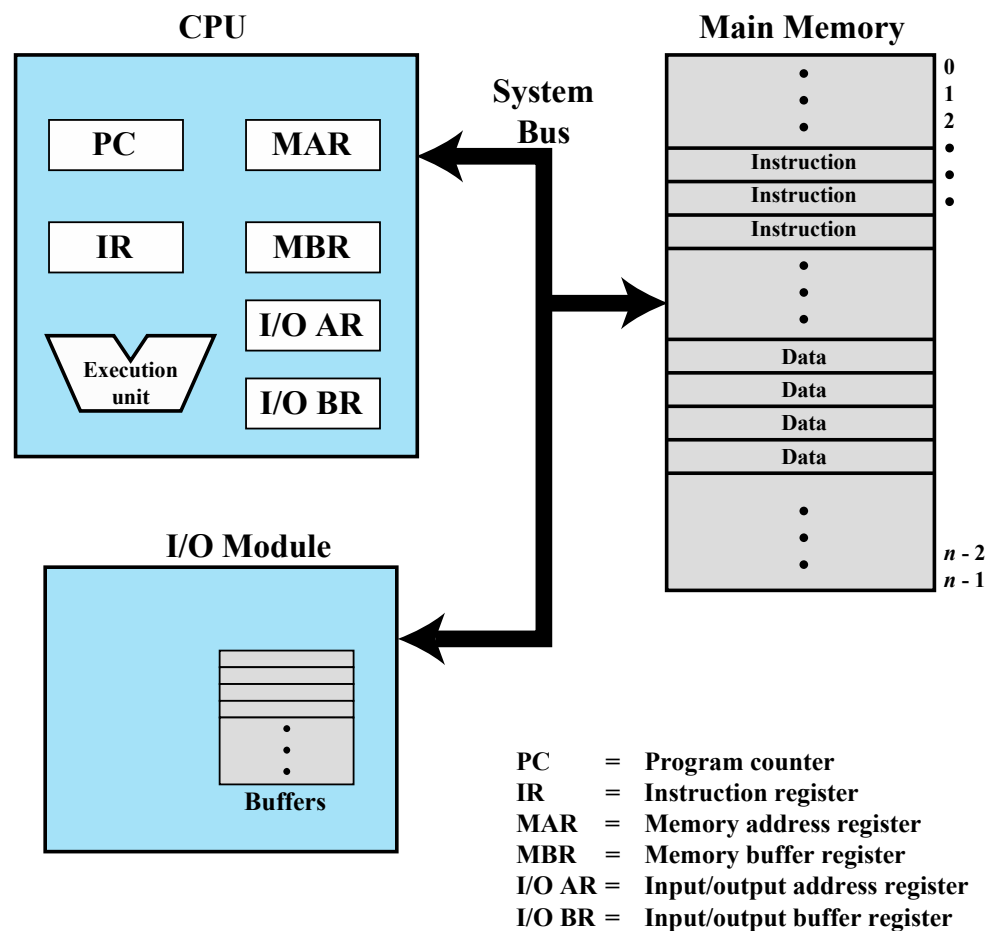 CPU
PC
MAR
IR
MBR
I/O AR
I/O BR
Execution
unit
System
Bus
Main Memory
0
1
2
Instruction
Instruction
Instruction
Data
Data
Data
Data
n - 2
n - 1
I/O Module
Buffers
PC = Program counter
IR = Instruction register
MAR = Memory address register
MBR = Memory buffer register
I/O AR = Input/output address register
I/O BR = Input/output buffer register